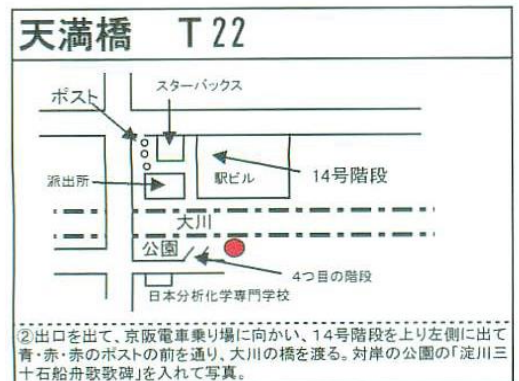 天満橋 T22
スターバックス
ポスト
派出所
駅ビル
14号階段
大川
公園
4つ目の階段
日本分析化学専門学校
②出口を出て、京阪電車乗り場に向かい、14号階段を上り左側に出て
青・赤・赤のポストの前を通り、大川の橋を渡る。対岸の公園の「淀川三
十石船舟歌歌碑」を入れて写真。